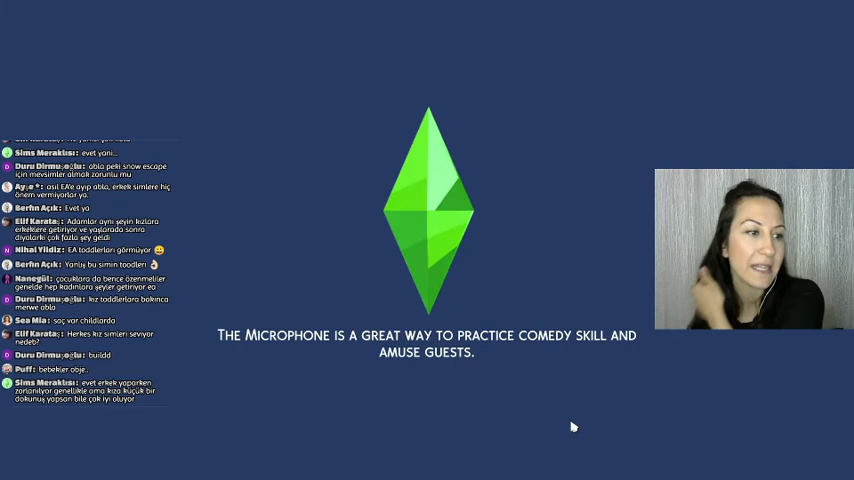 Sims Meraklısı: evet yani...
Duru Dirmuşoğlu: abla peki snow escape
için mevsimler almak zorunlu mu
Ayşe*: asıl EA'e ayıp abla, erkek simlere hiç
önem vermiyorlar ya.
Berfin Açık: Evet ya
Elif Karataş: Adamlar aynı şeyin kızlara
erkeklere getiriyor ve yaşlarada sonra
diyolarki çok fazla şey geldi
Nihal Yildiz: EA toddlerları görmüyor 😀
Berfin Açık: Yanlış bu simin toodleri 👌🏻
Nanegül: çocuklara da bence özenmeliler
genelde hep kadınlara şeyler getiriyor ea
Duru Dirmuşoğlu: kız toddlerlara bakınca
merwe abla
Sea Mia: saç var childlarda
Elif Karataş: Herkes kız simleri seviyor
nedeb?
Duru Dirmuşoğlu: buildd
Puff: bebekler obje..
Sims Meraklısı: evet erkek yaparken
zorlanılyor genellikle ama kıza küçük bir
dokunuş yapsan bile çok iyi oluyor
THE MICROPHONE IS A GREAT WAY TO PRACTICE COMEDY SKILL AND
AMUSE GUESTS.